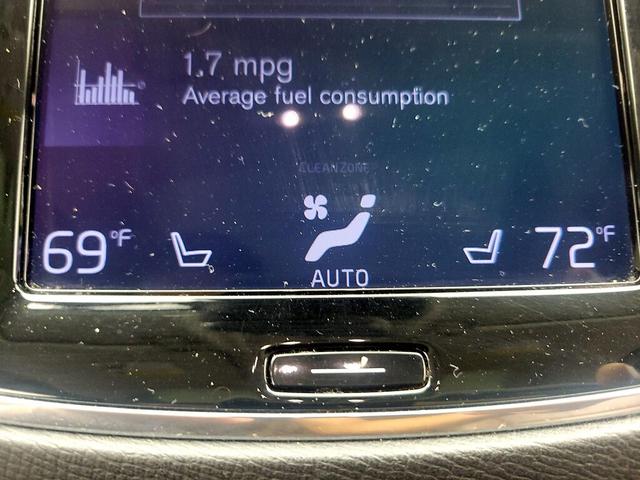 1.7 mpg
Average fuel consumption
CLEANZONE
69°F
72°F
AUTO